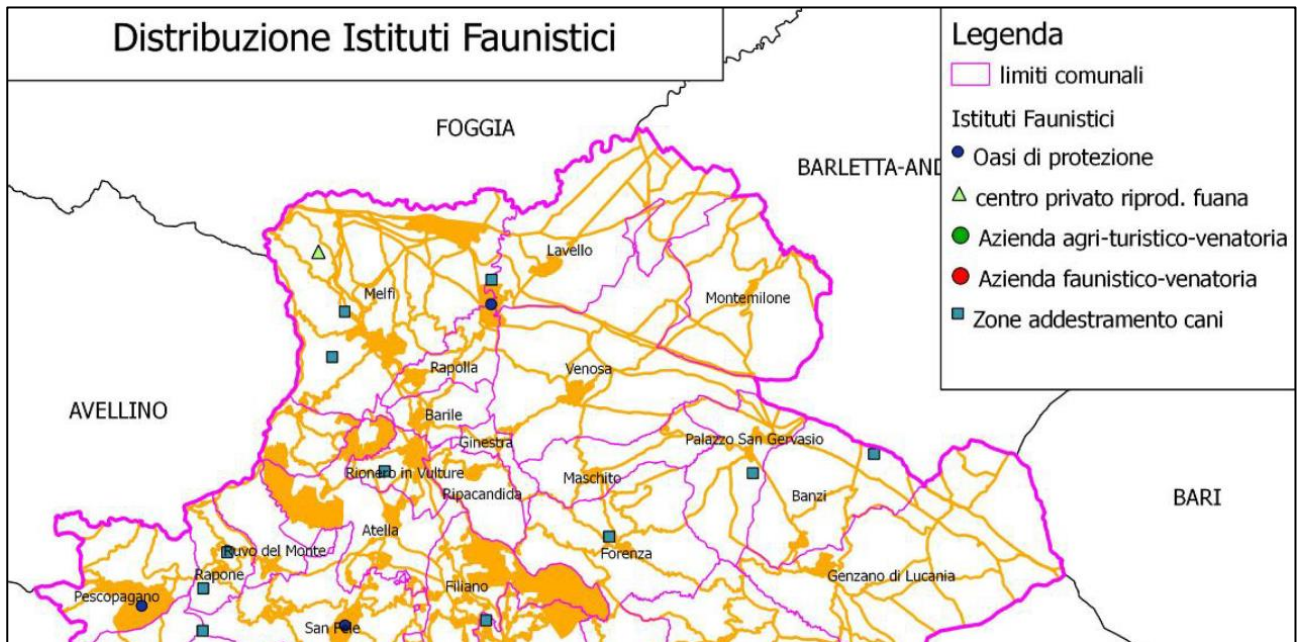 Distribuzione Istituti Faunistici
Legenda
limiti comunali
Istituti Faunistici
Oasi di protezione
centro privato riprod. fuana
Azienda agri-turistico-venatoria
Azienda faunistico-venatoria
Zone addestramento cani
FOGGIA
BARLETTA-AND
Lavello
Melfi
Montemilone
Rapolla
Venosa
AVELLINO
Barile
Ginestra
Palazzo San Gervasio
Rionero in Vulture
Maschito
Ripacandida
Banzi
BARI
Atella
Ruvo del Monte
Forenza
Rapone
Genzano di Lucania
Filiano
Pescopagano
San Fele